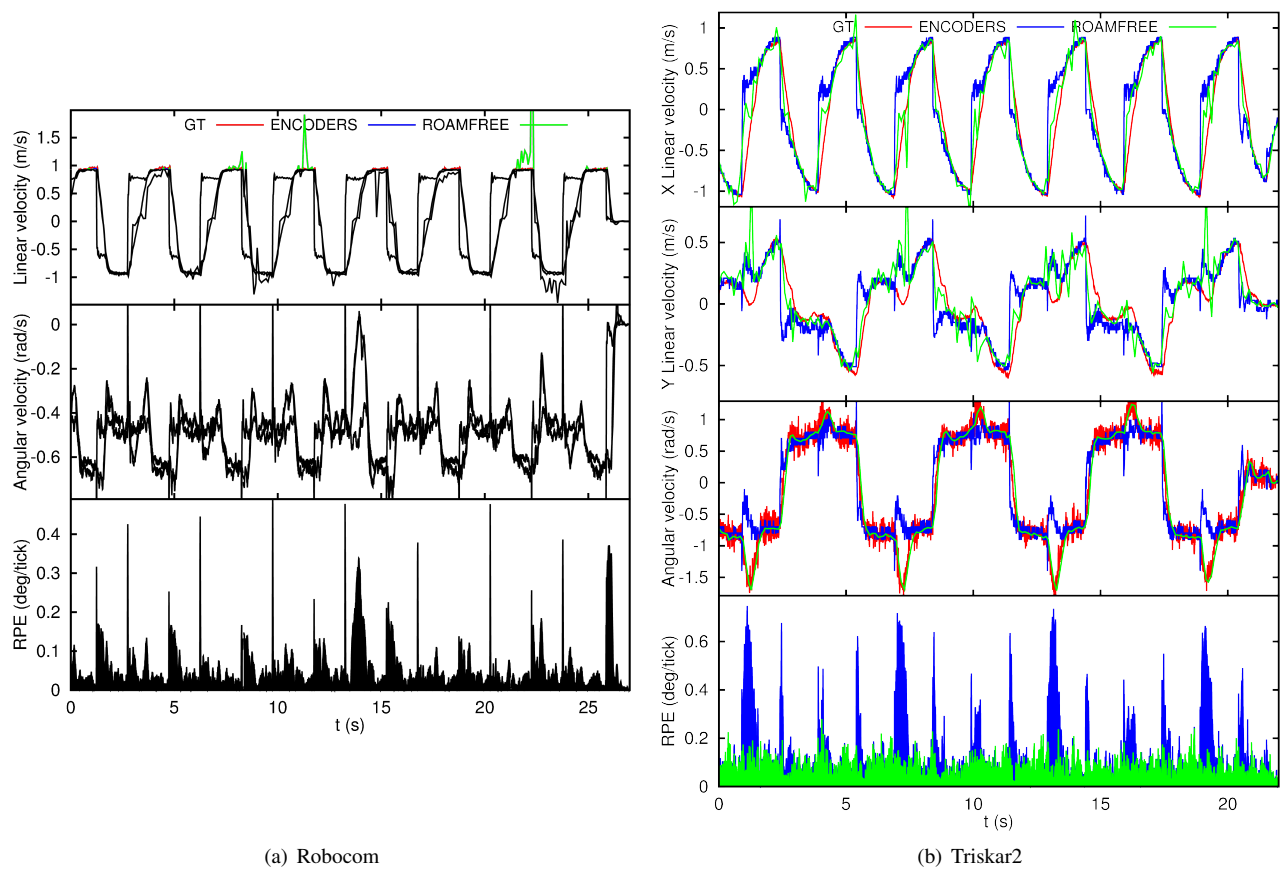 GT ENCODERS ROAMFREE
Linear velocity (m/s)
1.5
1
0.5
0
-0.5
-1
Angular velocity (rad/s)
0
-0.2
-0.4
-0.6
RPE (deg/tick)
0.4
0.3
0.2
0.1
0
0 5 10 15 20 25
t (s)
(a) Robocom
GT ENCODERS ROAMFREE
X Linear velocity (m/s)
1
0.5
0
-0.5
-1
Y Linear velocity (m/s)
0.5
0
-0.5
Angular velocity (rad/s)
1
0.5
0
-0.5
-1
-1.5
RPE (deg/tick)
0.6
0.4
0.2
0
0 5 10 15 20
t (s)
(b) Triskar2